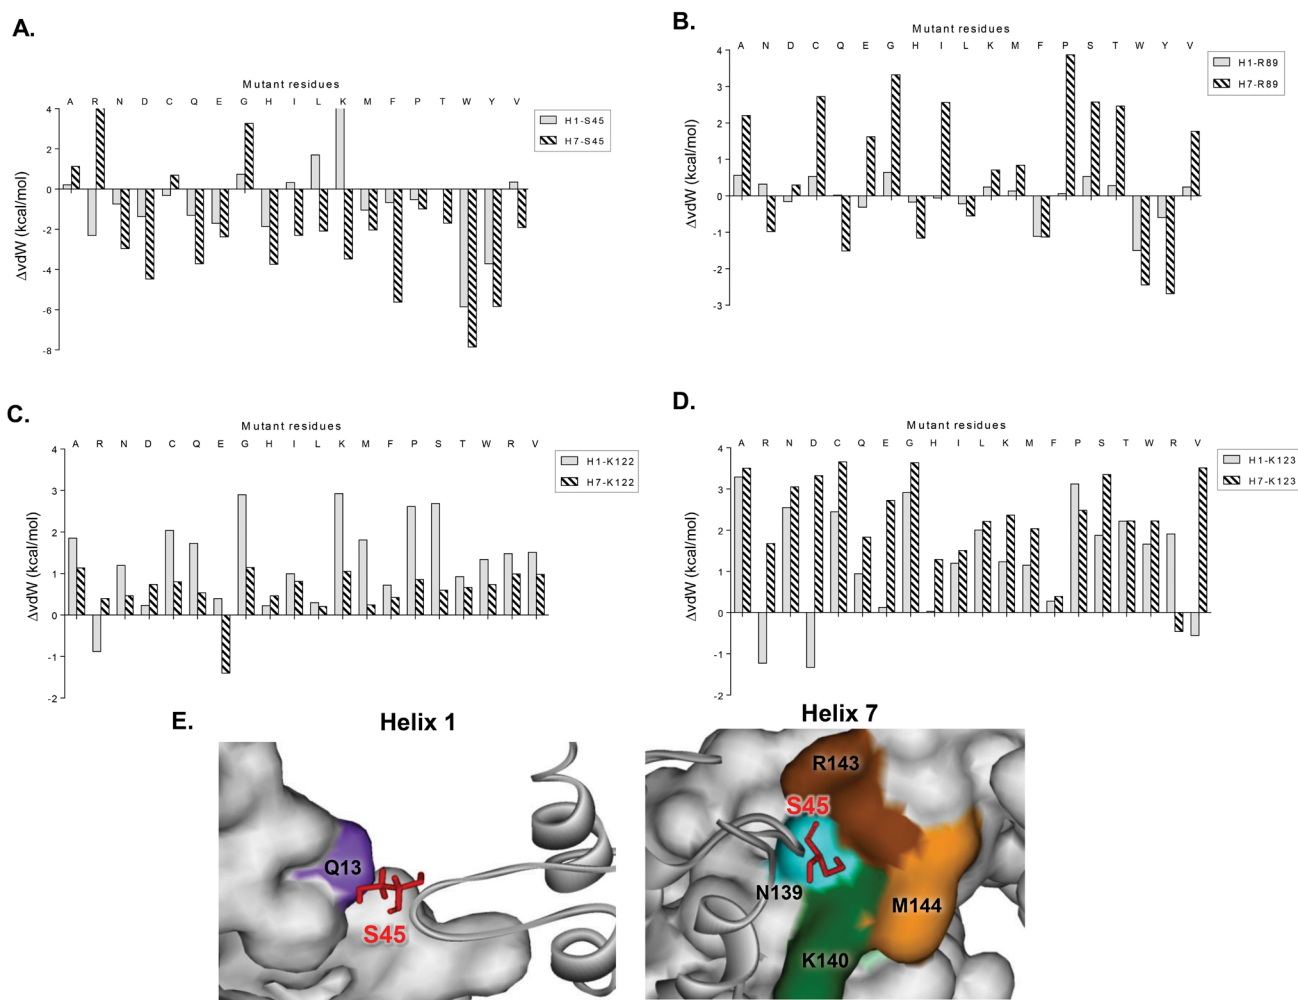 A.
Mutant residues
A R N D C Q E G H I L K M F P T W Y V
H1-S45
H7-S45
4
2
0
-2
-4
-6
-8
ΔvdW (kcal/mol)
B.
Mutant residues
A N D C Q E G H I L K M F P S T W Y V
H1-R89
H7-R89
4
3
2
1
0
-1
-2
-3
ΔvdW (kcal/mol)
C.
Mutant residues
A R N D C Q E G H I L K M F P S T W R V
H1-K122
H7-K122
4
3
2
1
0
-1
-2
ΔvdW (kcal/mol)
D.
Mutant residues
A R N D C Q E G H I L K M F P S T W R V
H1-K123
H7-K123
4
3
2
1
0
-1
-2
ΔvdW (kcal/mol)
E.
Helix 1
Q13
S45
Helix 7
R143
S45
N139
M144
K140